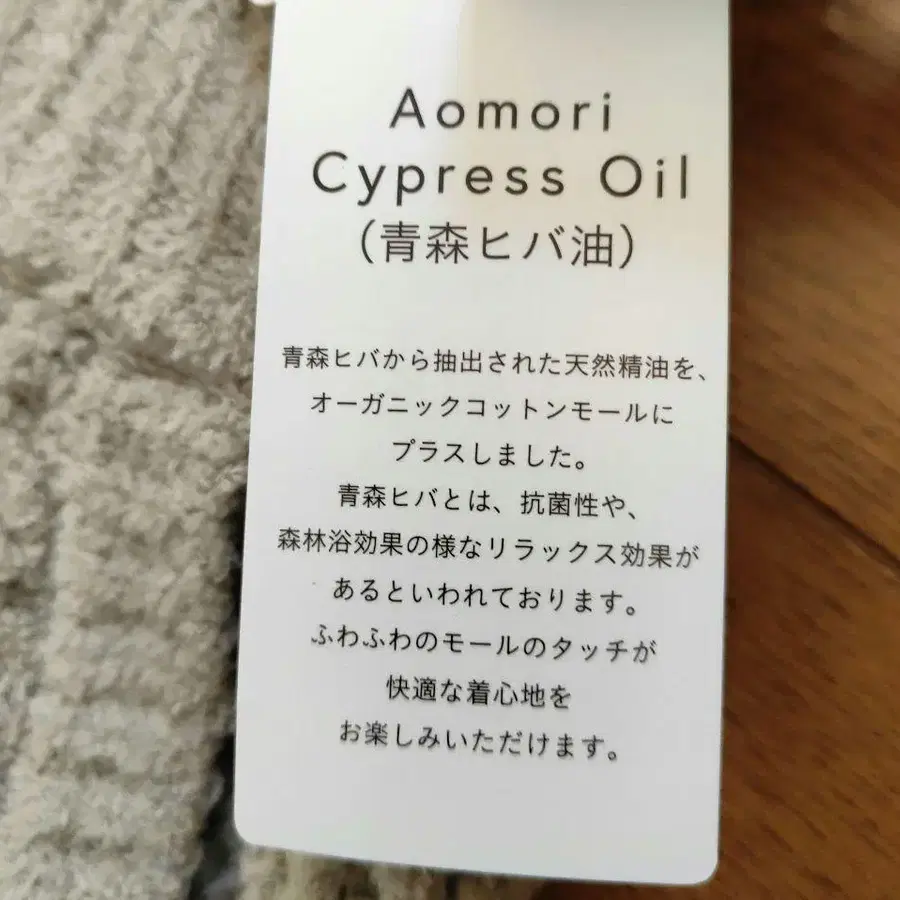 Aomori
Cypress Oil
（青森ヒバ油）
青森ヒバから抽出された天然精油を、
オーガニックコットンモールに
プラスしました。
青森ヒバとは、抗菌性や、
森林浴効果の様なリラックス効果が
あるといわれております。
ふわふわのモールのタッチが
快適な着心地を
お楽しみいただけます。